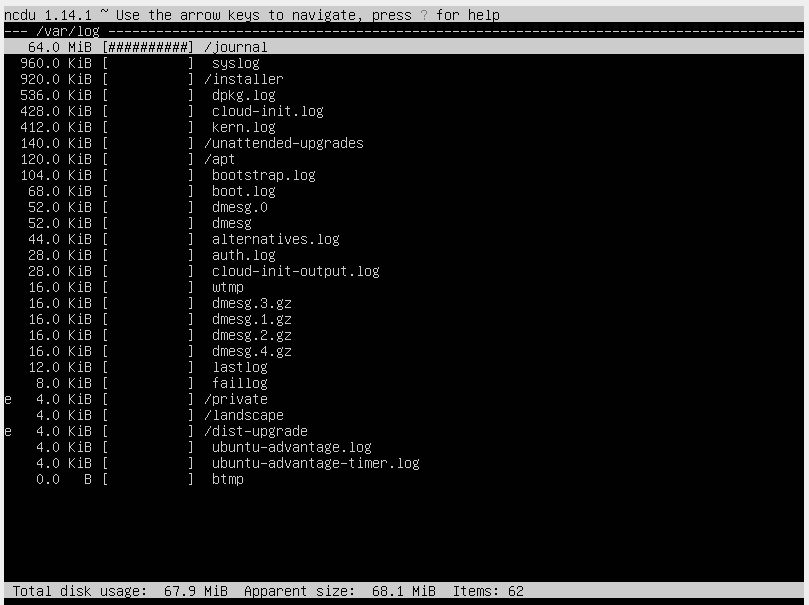 ncdu 1.14.1 ~ Use the arrow keys to navigate, press ? for help
--- /var/log ---------------------------------------------------------------------------------------
   64.0 MiB [##########] /journal
  960.0 KiB [          ]  syslog
  920.0 KiB [          ] /installer
  536.0 KiB [          ]  dpkg.log
  428.0 KiB [          ]  cloud-init.log
  412.0 KiB [          ]  kern.log
  140.0 KiB [          ] /unattended-upgrades
  120.0 KiB [          ] /apt
  104.0 KiB [          ]  bootstrap.log
   68.0 KiB [          ]  boot.log
   52.0 KiB [          ]  dmesg.0
   52.0 KiB [          ]  dmesg
   44.0 KiB [          ]  alternatives.log
   28.0 KiB [          ]  auth.log
   28.0 KiB [          ]  cloud-init-output.log
   16.0 KiB [          ]  wtmp
   16.0 KiB [          ]  dmesg.3.gz
   16.0 KiB [          ]  dmesg.1.gz
   16.0 KiB [          ]  dmesg.2.gz
   16.0 KiB [          ]  dmesg.4.gz
   12.0 KiB [          ]  lastlog
    8.0 KiB [          ]  faillog
e   4.0 KiB [          ] /private
    4.0 KiB [          ] /landscape
e   4.0 KiB [          ] /dist-upgrade
    4.0 KiB [          ]  ubuntu-advantage.log
    4.0 KiB [          ]  ubuntu-advantage-timer.log
    0.0   B [          ]  btmp
 Total disk usage:  67.9 MiB  Apparent size:  68.1 MiB  Items: 62